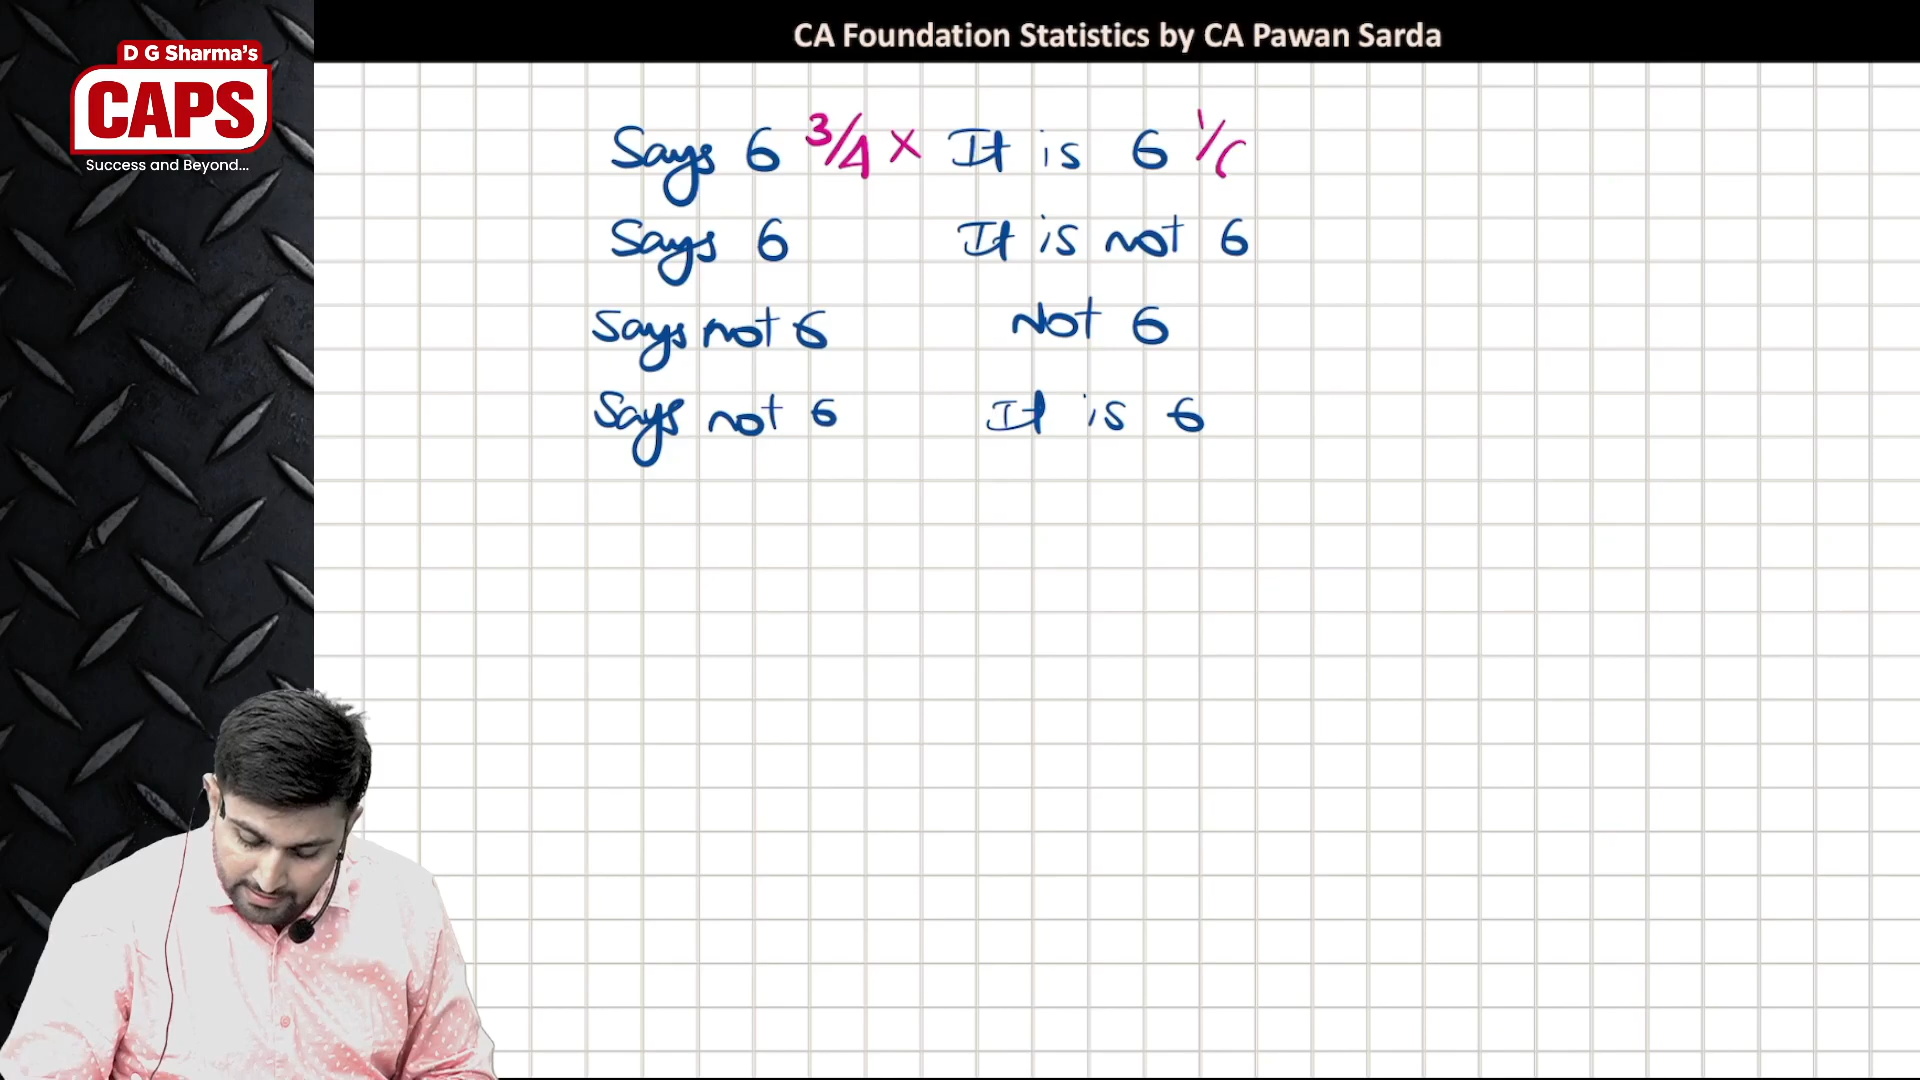 CA Foundation Statistics by CA Pawan Sarda
D G Sharma's
CAPS
Success and Beyond...
Says 6 3/4 × It is 6 1/
Says 6 It is not 6
Says not 6 Not 6
Says not 6 It is 6